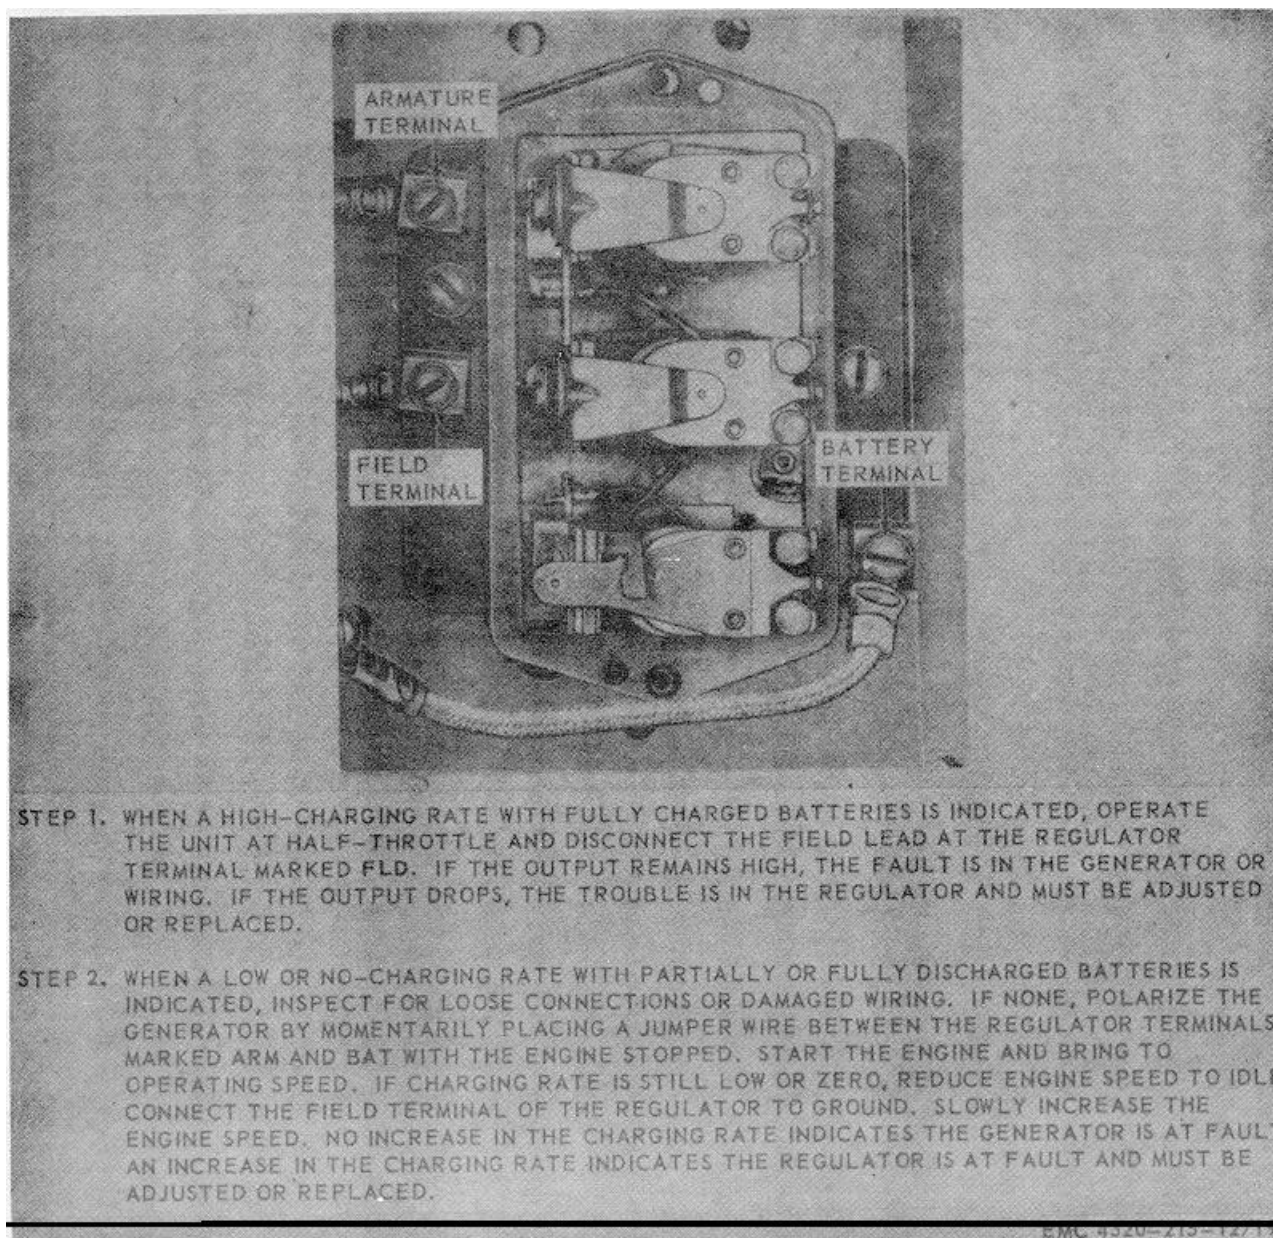 ARMATURE
TERMINAL
FIELD
TERMINAL
BATTERY
TERMINAL
STEP 1. WHEN A HIGH-CHARGING RATE WITH FULLY CHARGED BATTERIES IS INDICATED, OPERATE
THE UNIT AT HALF-THROTTLE AND DISCONNECT THE FIELD LEAD AT THE REGULATOR
TERMINAL MARKED FLD. IF THE OUTPUT REMAINS HIGH, THE FAULT IS IN THE GENERATOR OR
WIRING. IF THE OUTPUT DROPS, THE TROUBLE IS IN THE REGULATOR AND MUST BE ADJUSTED
OR REPLACED.
STEP 2. WHEN A LOW OR NO-CHARGING RATE WITH PARTIALLY OR FULLY DISCHARGED BATTERIES IS
INDICATED, INSPECT FOR LOOSE CONNECTIONS OR DAMAGED WIRING. IF NONE, POLARIZE THE
GENERATOR BY MOMENTARILY PLACING A JUMPER WIRE BETWEEN THE REGULATOR TERMINALS
MARKED ARM AND BAT WITH THE ENGINE STOPPED. START THE ENGINE AND BRING TO
OPERATING SPEED. IF CHARGING RATE IS STILL LOW OR ZERO, REDUCE ENGINE SPEED TO IDLE
CONNECT THE FIELD TERMINAL OF THE REGULATOR TO GROUND. SLOWLY INCREASE THE
ENGINE SPEED. NO INCREASE IN THE CHARGING RATE INDICATES THE GENERATOR IS AT FAULT
AN INCREASE IN THE CHARGING RATE INDICATES THE REGULATOR IS AT FAULT AND MUST BE
ADJUSTED OR REPLACED.
EMC 4320-215-12/1